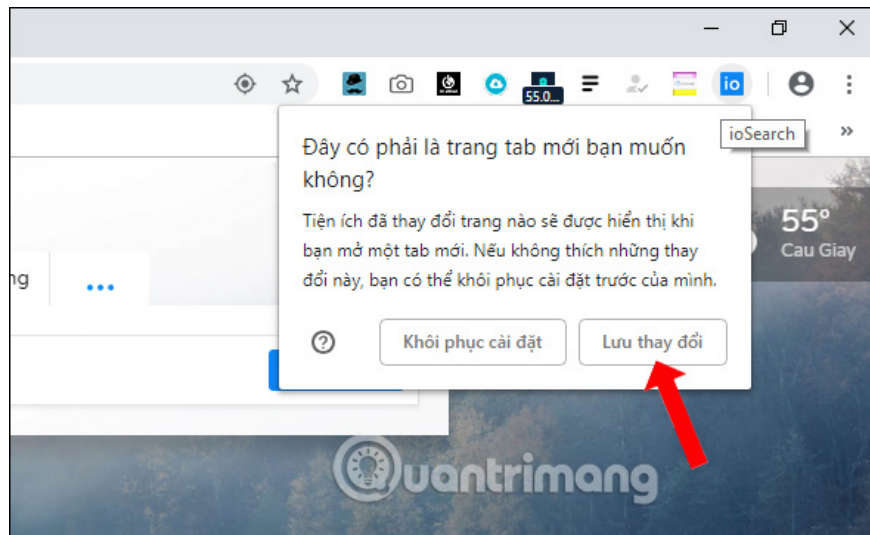 55.0...
io
ioSearch
Đây có phải là trang tab mới bạn muốn
không?
Tiện ích đã thay đổi trang nào sẽ được hiển thị khi
bạn mở một tab mới. Nếu không thích những thay
đổi này, bạn có thể khôi phục cài đặt trước của mình.
Khôi phục cài đặt
Lưu thay đổi
55°
Cau Giay
ng
...
Quantrimang